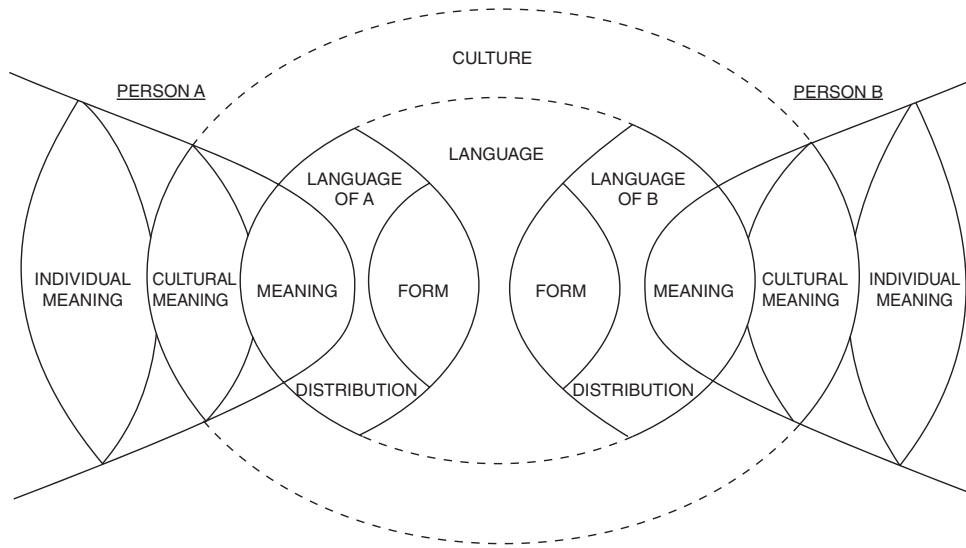 CULTURE
PERSON A
PERSON B
LANGUAGE
LANGUAGE
OF A
LANGUAGE
OF B
INDIVIDUAL
MEANING
CULTURAL
MEANING
MEANING
FORM
FORM
MEANING
CULTURAL
MEANING
INDIVIDUAL
MEANING
DISTRIBUTION
DISTRIBUTION